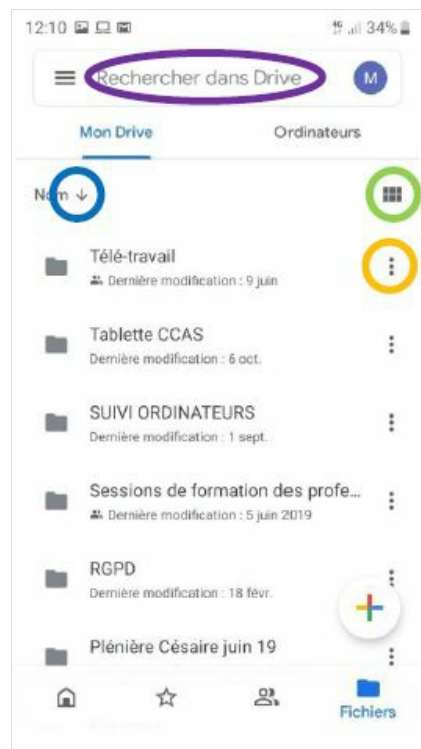 12:10 34%
Rechercher dans Drive M
Mon Drive Ordinateurs
Nom
Télé-travail
Dernière modification : 9 juin
Tablette CCAS
Dernière modification : 6 oct.
SUIVI ORDINATEURS
Dernière modification : 1 sept.
Sessions de formation des profe...
Dernière modification : 5 juin 2019
RGPD
Dernière modification : 18 févr.
Plénière Césaire juin 19
Fichiers